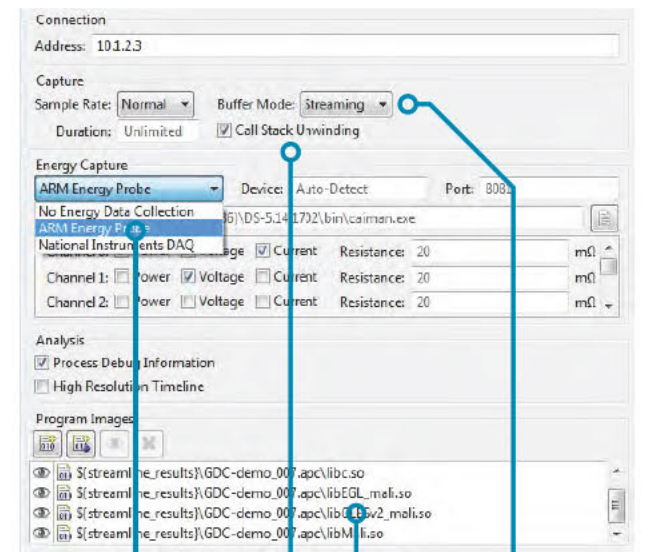 Connection
Address: 10.1.2.3
Capture
Sample Rate: Normal Buffer Mode: Streaming
Duration: Unlimited Call Stack Unwinding
Energy Capture
ARM Energy Probe Device: Auto-Detect Port: 8081
No Energy Data Collection
ARM Energy Probe
National Instruments DAQ
86)\DS-5.14.1702\bin\caiman.exe
Current Resistance: 20 mΩ
Channel 1: Power Voltage Current Resistance: 20 mΩ
Channel 2: Power Voltage Current Resistance: 20 mΩ
Analysis
Process Debug Information
High Resolution Timeline
Program Images
${streamline_results}\GDC-demo_007.apc\libc.so
${streamline_results}\GDC-demo_007.apc\libEGL_mali.so
${streamline_results}\GDC-demo_007.apc\libGLESv2_mali.so
${streamline_results}\GDC-demo_007.apc\libMali.so